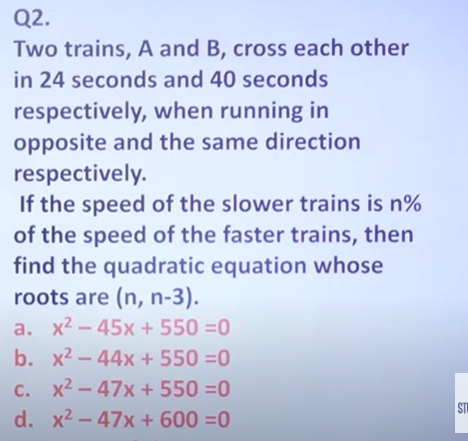 Q2.
Two trains, A and B, cross each other
in 24 seconds and 40 seconds
respectively, when running in
opposite and the same direction
respectively.
If the speed of the slower trains is n%
of the speed of the faster trains, then
find the quadratic equation whose
roots are (n, n-3).
a. x² – 45x + 550 =0
b. x² – 44x + 550 =0
c. x² – 47x + 550 =0
d. x² – 47x + 600 =0